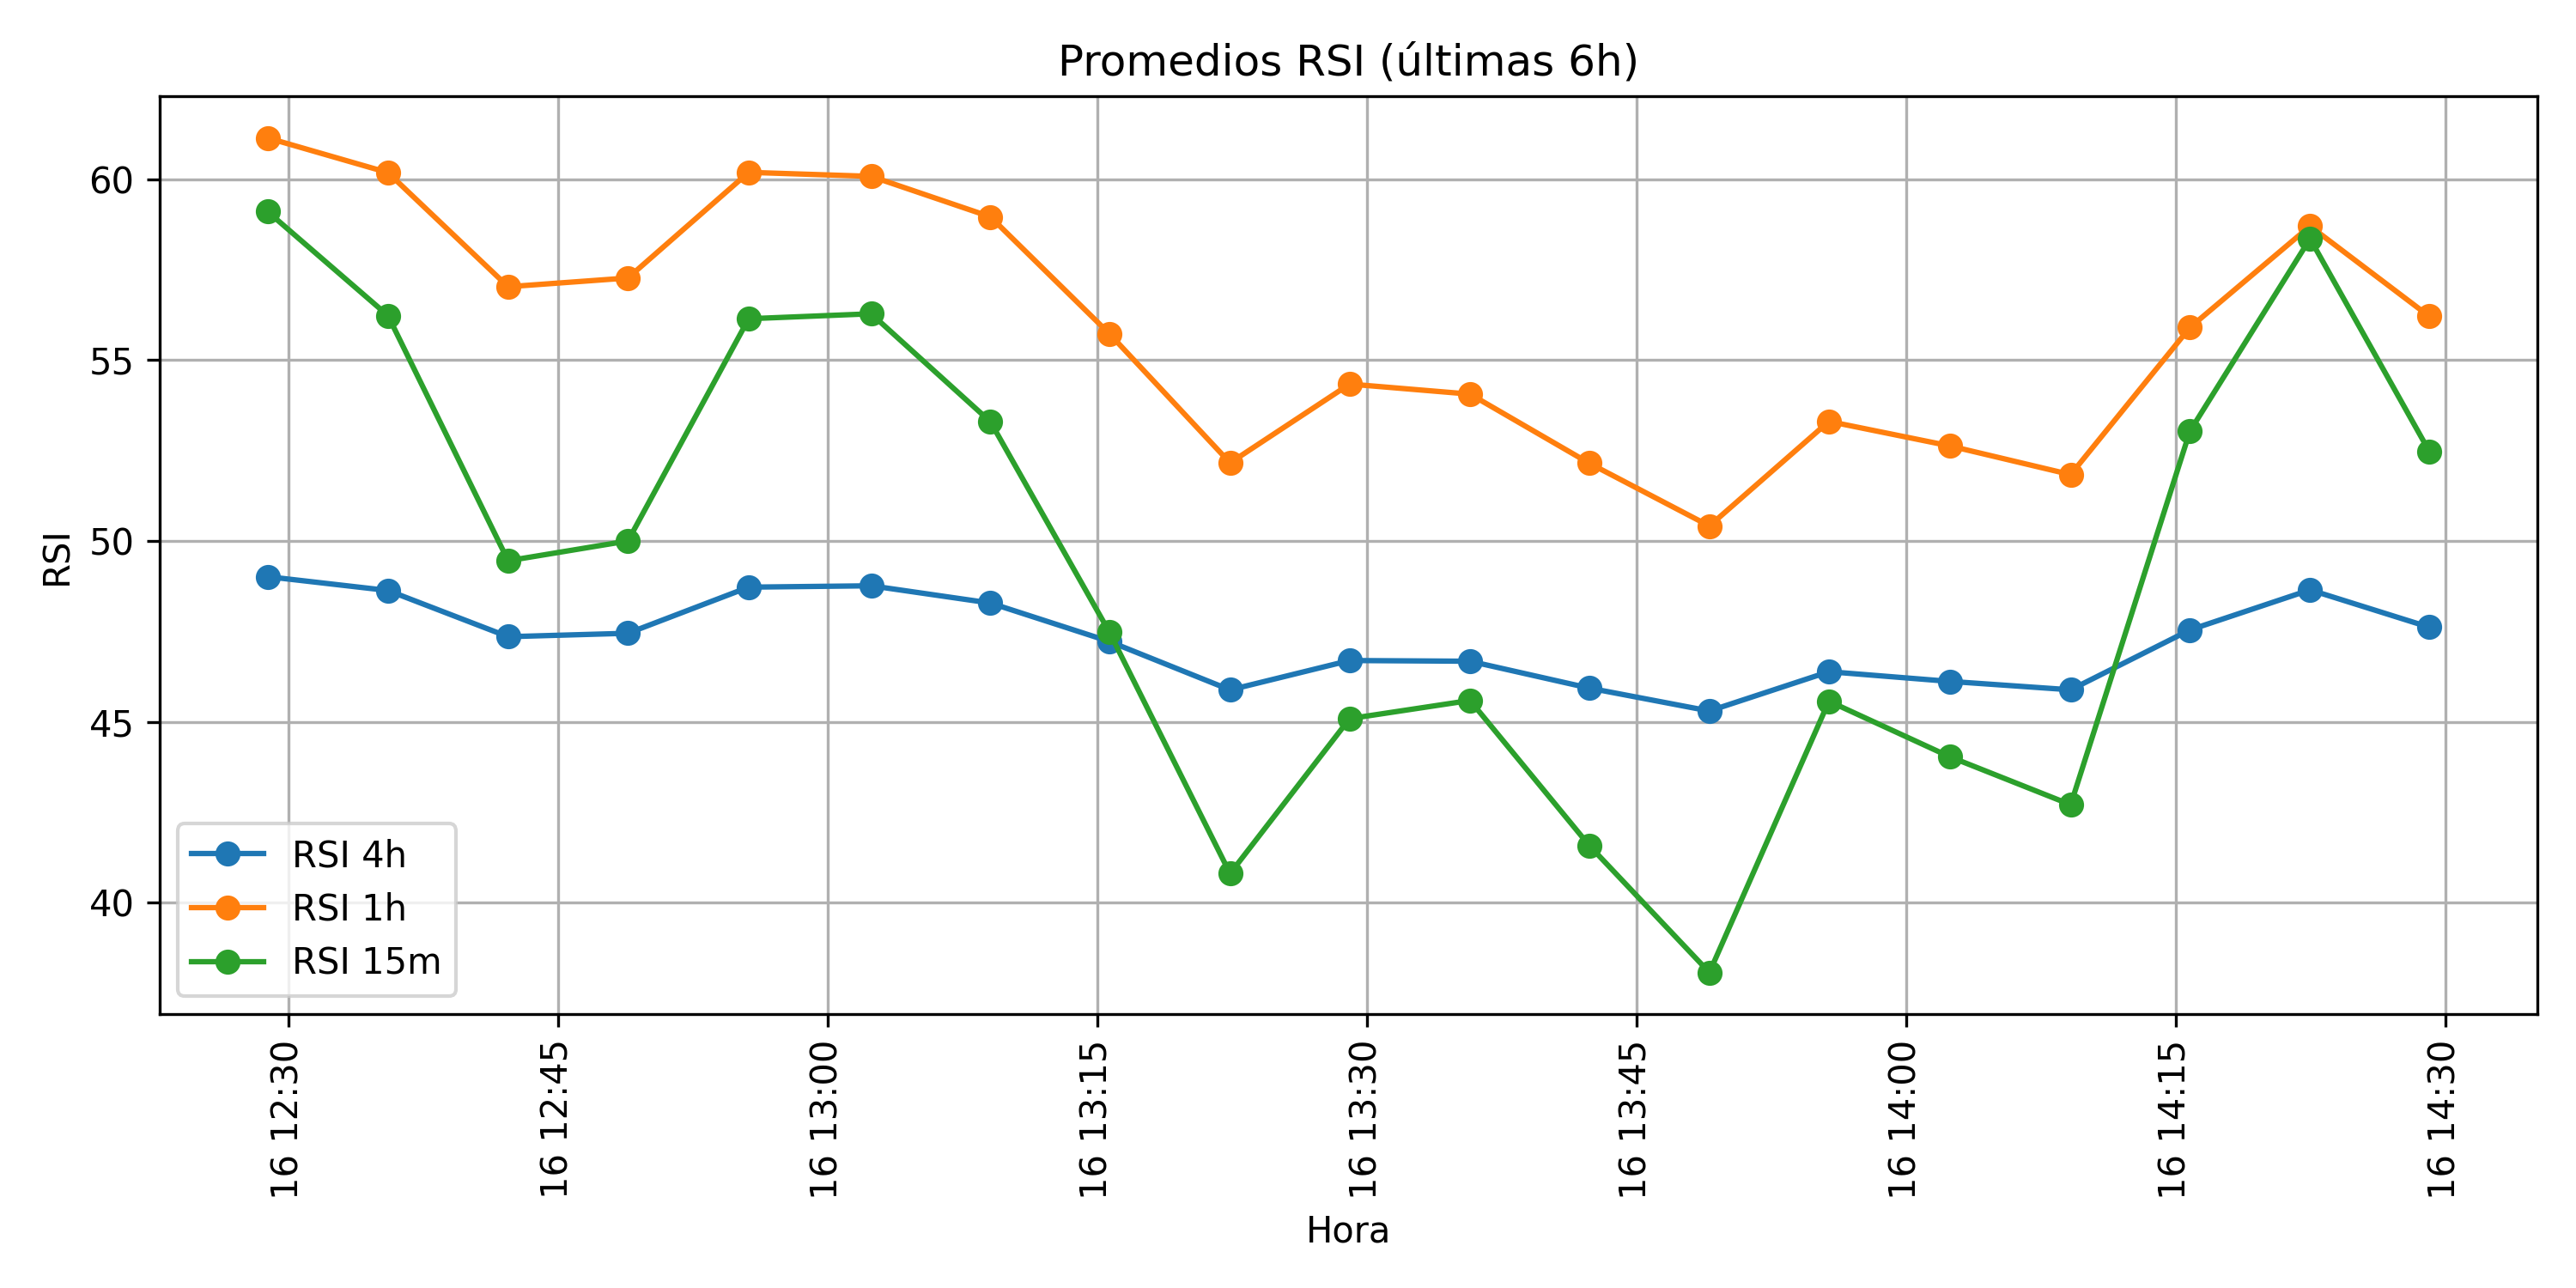 Promedios RSI (últimas 6h)
RSI
60
55
50
45
40
RSI 4h
RSI 1h
RSI 15m
16 12:30
16 12:45
16 13:00
16 13:15
16 13:30
16 13:45
16 14:00
16 14:15
16 14:30
Hora